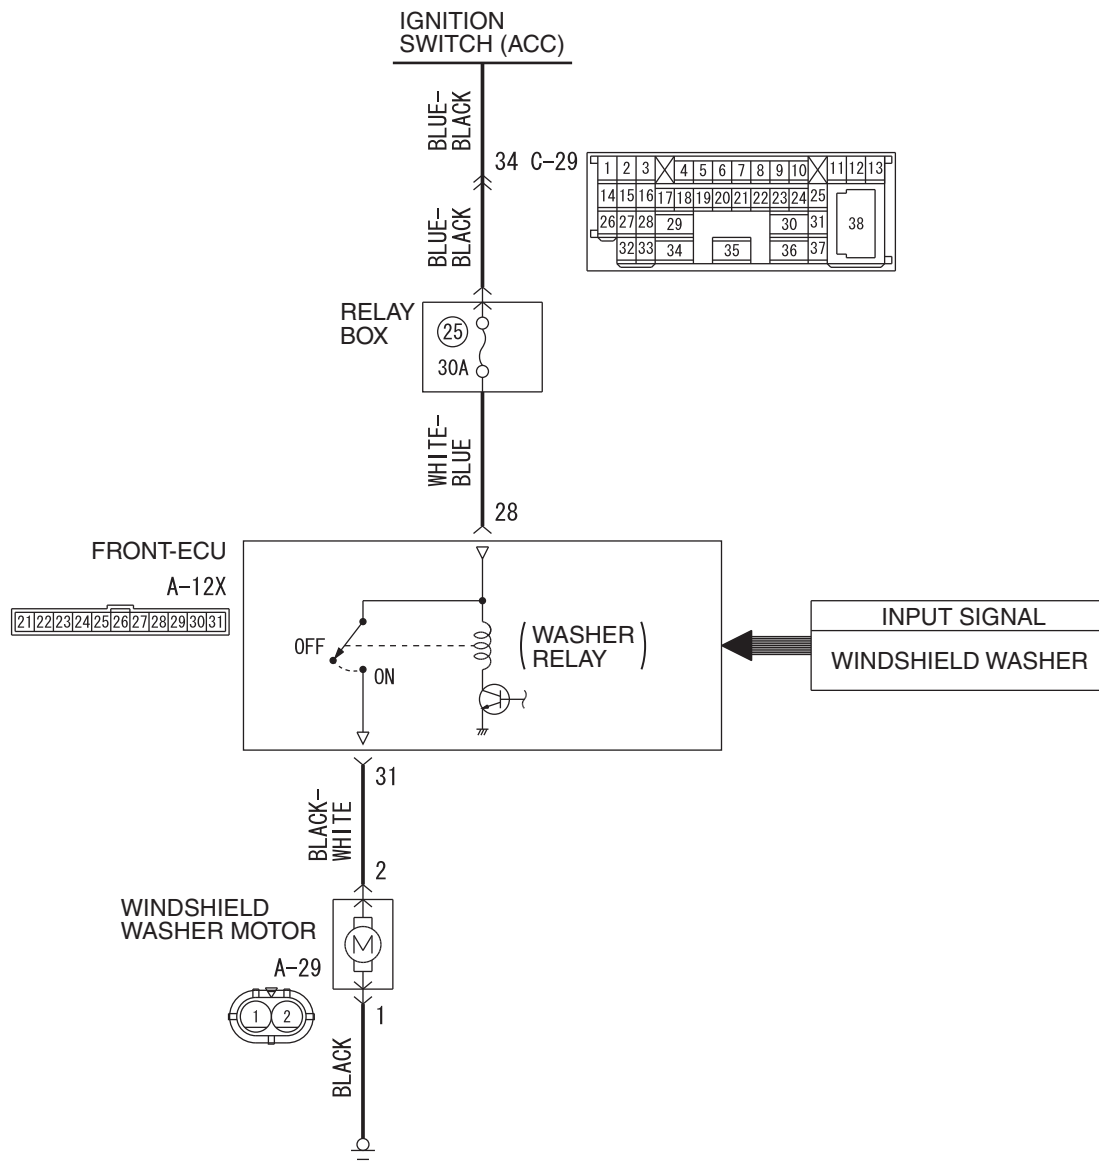 IGNITION
SWITCH (ACC)
BLUE-
BLACK
34 C-29
1 2 3 4 5 6 7 8 9 10 11 12 13
14 15 16 17 18 19 20 21 22 23 24 25
26 27 28 29 30 31 38
32 33 34 35 36 37
BLUE-
BLACK
RELAY
BOX
25
30A
WHITE-
BLUE
28
FRONT-ECU
A-12X
21 22 23 24 25 26 27 28 29 30 31
OFF
ON
(WASHER
RELAY)
INPUT SIGNAL
WINDSHIELD WASHER
31
BLACK-
WHITE
2
WINDSHIELD
WASHER MOTOR
M
A-29
1 2
1
BLACK